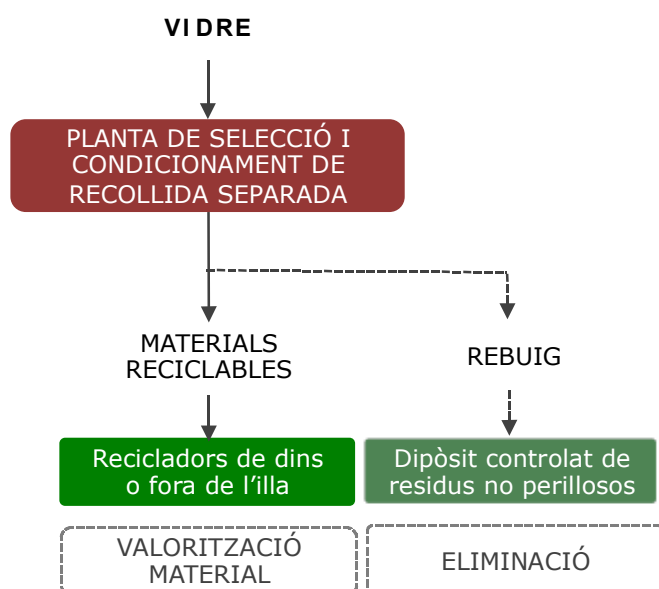 VIDRE
PLANTA DE SELECCIÓ I
CONDICIONAMENT DE
RECOLLIDA SEPARADA
MATERIALS
RECICLABLES
REBUIG
Recicladors de dins
o fora de l’illa
Dipòsit controlat de
residus no perillosos
VALORITZACIÓ
MATERIAL
ELIMINACIÓ